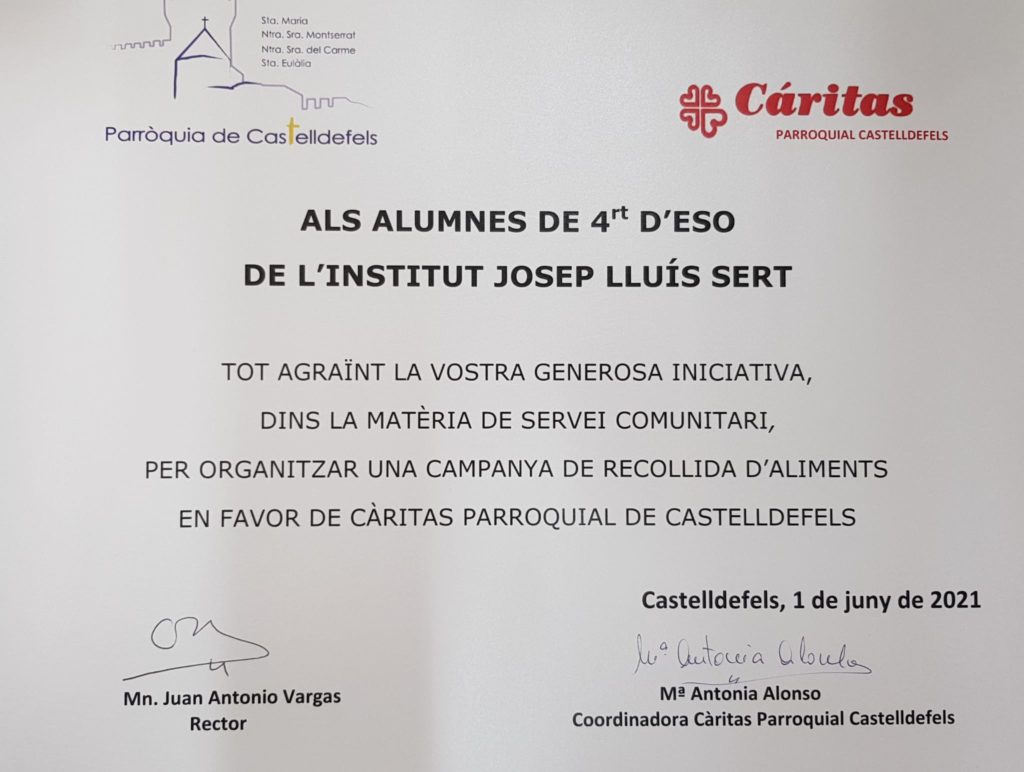 Sta. Maria
Ntra. Sra. Montserrat
Ntra. Sra. del Carme
Sta. Eulàlia
Parròquia de Castelldefels
Cáritas
PARROQUIAL CASTELLDEFELS
ALS ALUMNES DE 4rt D’ESO
DE L’INSTITUT JOSEP LLUÍS SERT
TOT AGRAÏNT LA VOSTRA GENEROSA INICIATIVA,
DINS LA MATÈRIA DE SERVEI COMUNITARI,
PER ORGANITZAR UNA CAMPANYA DE RECOLLIDA D’ALIMENTS
EN FAVOR DE CÀRITAS PARROQUIAL DE CASTELLDEFELS
Castelldefels, 1 de juny de 2021
Mª Antonia Alonso
Mn. Juan Antonio Vargas
Rector
Mª Antònia Alonso
Coordinadora Càritas Parroquial Castelldefels